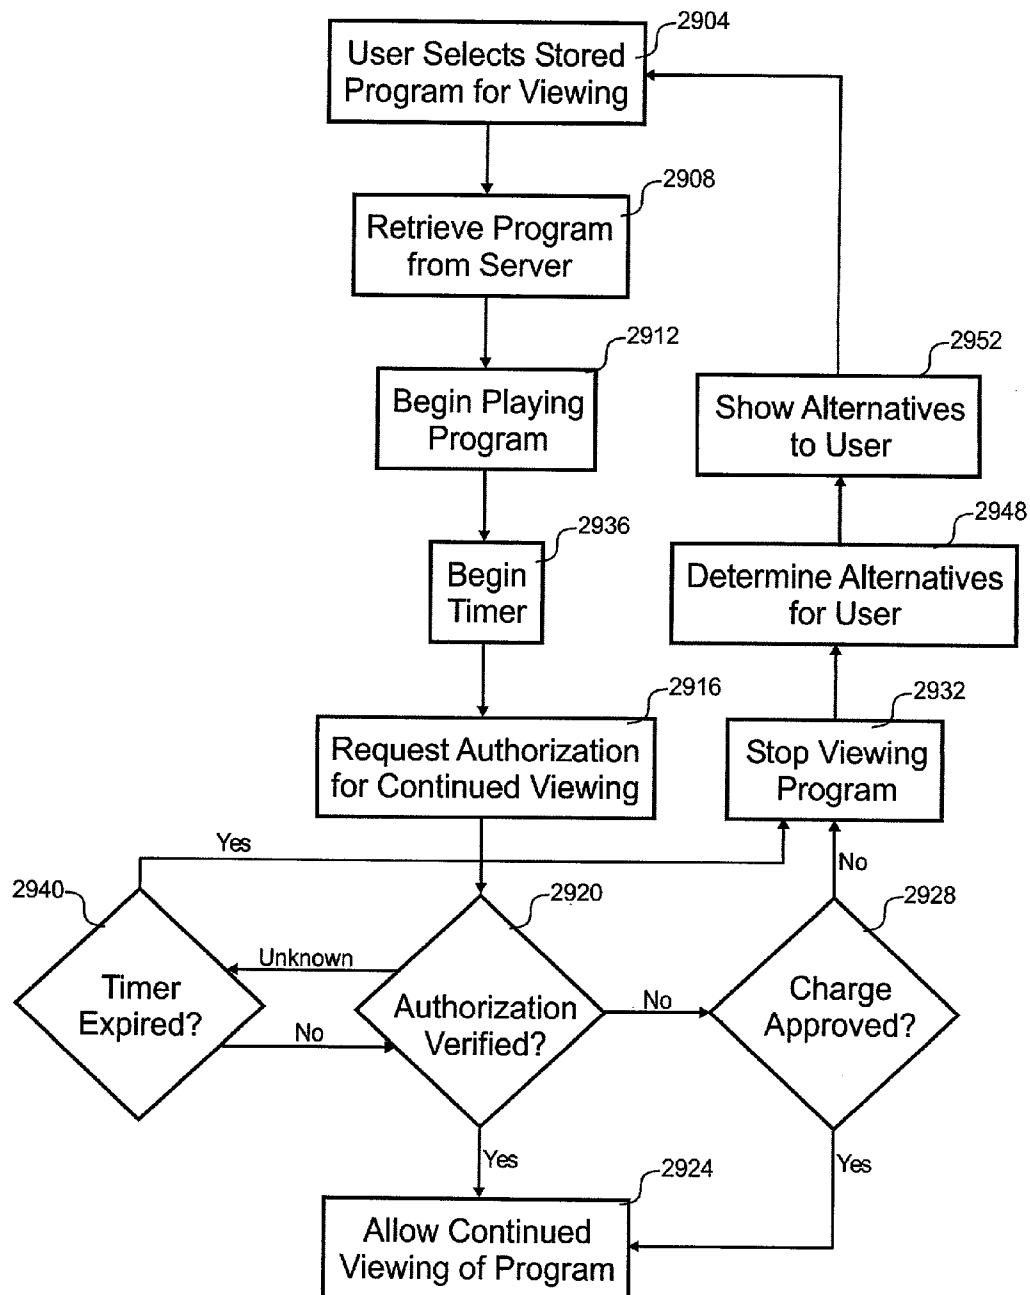 2904
User Selects Stored
Program for Viewing
2908
Retrieve Program
from Server
2912
Begin Playing
Program
2952
Show Alternatives
to User
2936
Begin
Timer
2948
Determine Alternatives
for User
2916
Request Authorization
for Continued Viewing
2932
Stop Viewing
Program
Yes
No
2940
Timer
Expired?
Unknown
No
2920
Authorization
Verified?
No
2928
Charge
Approved?
Yes
Yes
2924
Allow Continued
Viewing of Program